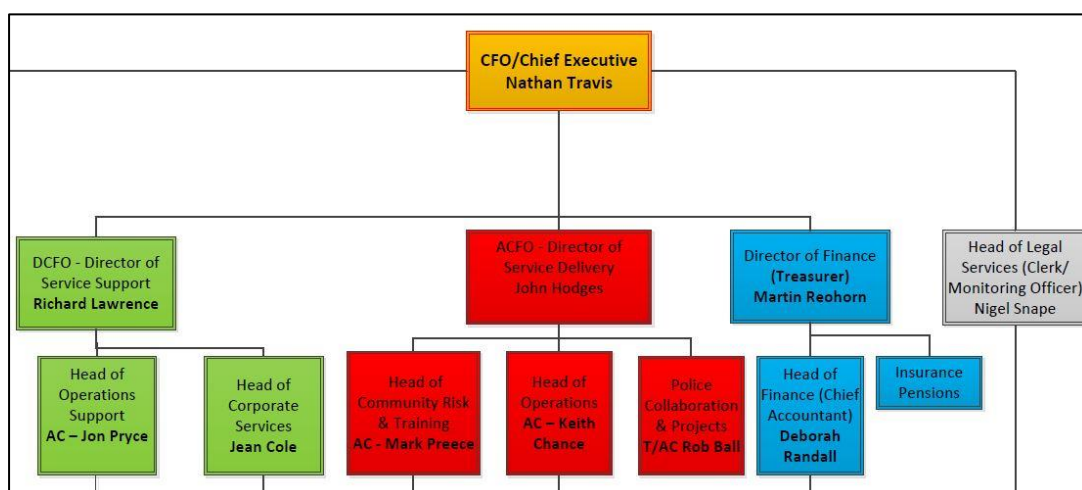 CFO/Chief Executive
Nathan Travis
DCFO - Director of
Service Support
Richard Lawrence
ACFO - Director of
Service Delivery
John Hodges
Director of Finance
(Treasurer)
Martin Reohorn
Head of Legal
Services (Clerk/
Monitoring Officer)
Nigel Snape
Head of
Operations
Support
AC – Jon Pryce
Head of
Corporate
Services
Jean Cole
Head of
Community Risk
& Training
AC - Mark Preece
Head of
Operations
AC – Keith
Chance
Police
Collaboration
& Projects
T/AC Rob Ball
Head of
Finance (Chief
Accountant)
Deborah
Randall
Insurance
Pensions